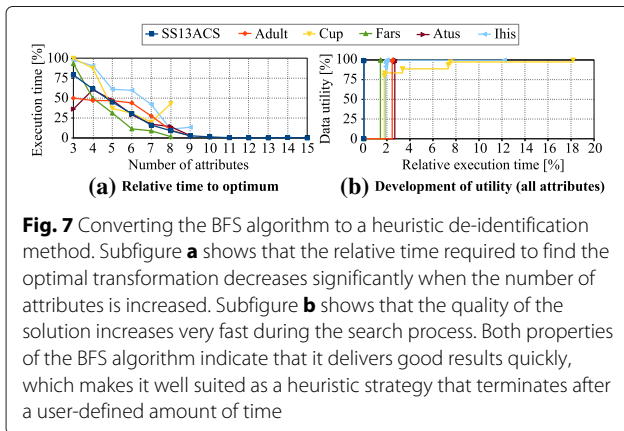 SS13ACS Adult Cup Fars Atus Ihis
Execution time [%]
100
75
50
25
0
3 4 5 6 7 8 9 10 11 12 13 14 15
Number of attributes
(a) Relative time to optimum
Data utility [%]
100
75
50
25
0
0 2 4 6 8 10 12 14 16 18 20
Relative execution time [%]
(b) Development of utility (all attributes)
Fig. 7 Converting the BFS algorithm to a heuristic de-identification
method. Subfigure a shows that the relative time required to find the
optimal transformation decreases significantly when the number of
attributes is increased. Subfigure b shows that the quality of the
solution increases very fast during the search process. Both properties
of the BFS algorithm indicate that it delivers good results quickly,
which makes it well suited as a heuristic strategy that terminates after
a user-defined amount of time